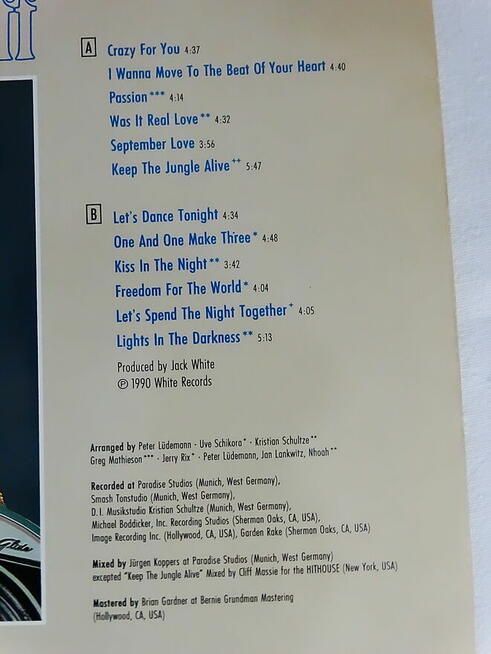 A Crazy For You 4:37
I Wanna Move To The Beat Of Your Heart 4:40
Passion*** 4:14
Was It Real Love** 4:32
September Love 3:56
Keep The Jungle Alive++ 5:47
B Let's Dance Tonight 4:34
One And One Make Three* 4:48
Kiss In The Night** 3:42
Freedom For The World* 4:04
Let's Spend The Night Together+ 4:05
Lights In The Darkness** 5:13
Produced by Jack White
℗ 1990 White Records
Arranged by Peter Lüdemann · Uve Schikora* · Kristian Schultze**
Greg Mathieson*** · Jerry Rix+ · Peter Lüdemann, Jan Lankwitz, Nhoah++
Recorded at Paradise Studios (Munich, West Germany),
Smash Tonstudio (Munich, West Germany),
D.I. Musikstudio Kristian Schultze (Munich, West Germany),
Michael Boddicker, Inc. Recording Studios (Sherman Oaks, CA, USA),
Image Recording Inc. (Hollywood, CA, USA), Garden Rake (Sherman Oaks, CA, USA)
Mixed by Jürgen Koppers at Paradise Studios (Munich, West Germany)
excepted "Keep The Jungle Alive" Mixed by Cliff Massie for the HITHOUSE (New York, USA)
Mastered by Brian Gardner at Bernie Grundman Mastering
(Hollywood, CA, USA)
Glide